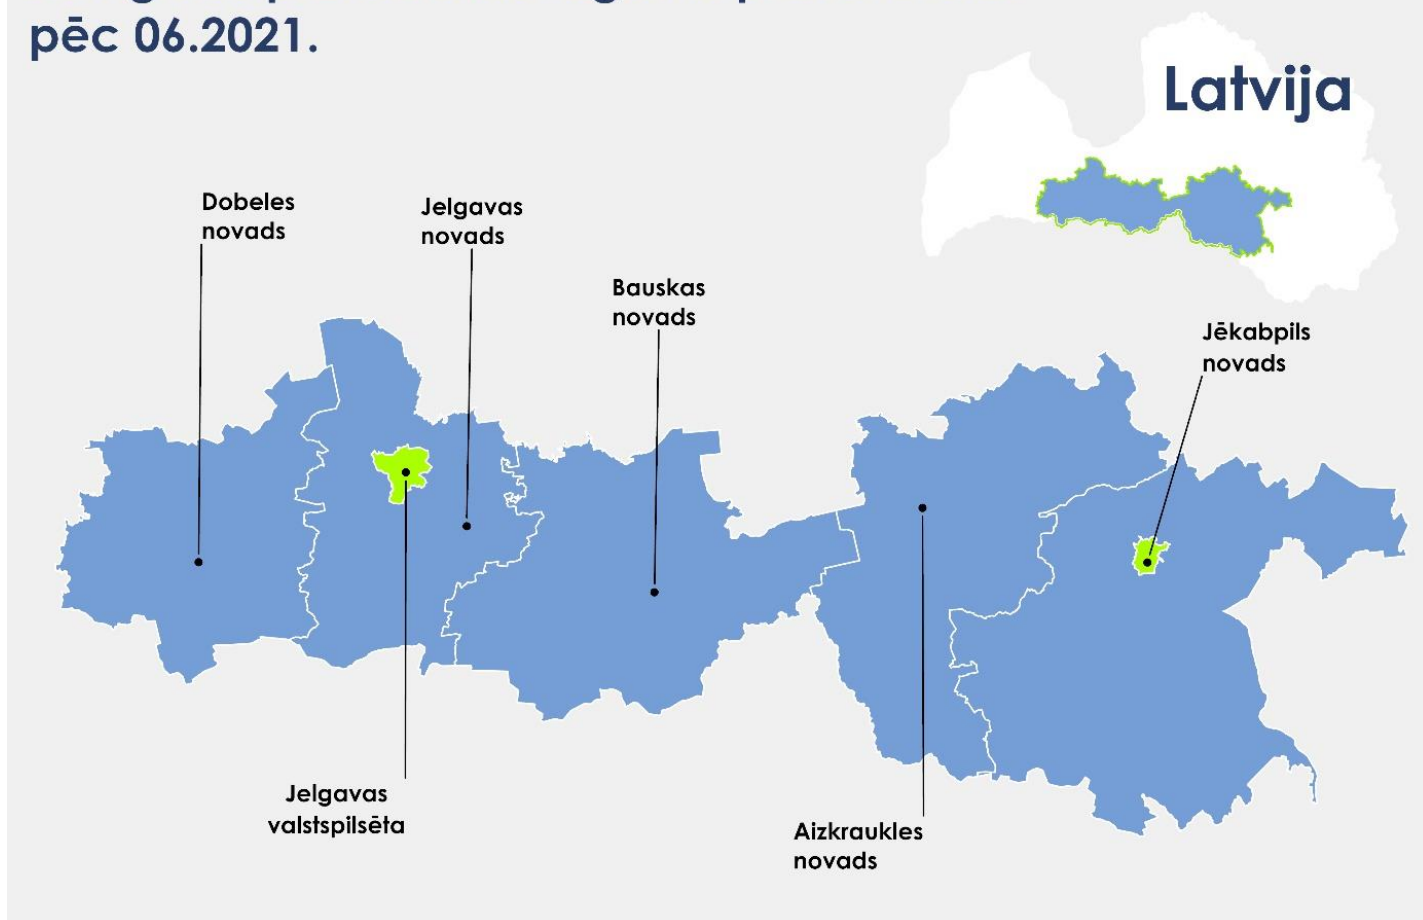 pēc 06.2021.
Latvija
Dobeles
novads
Jelgavas
novads
Bauskas
novads
Jēkabpils
novads
Jelgavas
valstspilsēta
Aizkraukles
novads